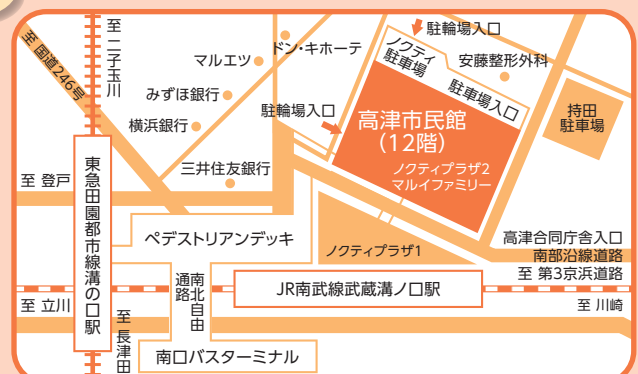 至 国道246号
至 二子玉川
マルエツ
ドン・キホーテ
みずほ銀行
横浜銀行
三井住友銀行
駐輪場入口
ノクティ
駐車場
安藤整形外科
駐車場入口
駐輪場入口
高津市民館
(12階)
ノクティプラザ2
マルイファミリー
持田
駐車場
至 登戸
東急田園都市線溝の口駅
ペデストリアンデッキ
ノクティプラザ1
高津合同庁舎入口
南部沿線道路
至 第3京浜道路
南北自由
通路
JR南武線武蔵溝ノ口駅
至 立川
至 川崎
至 長津田
南口バスターミナル